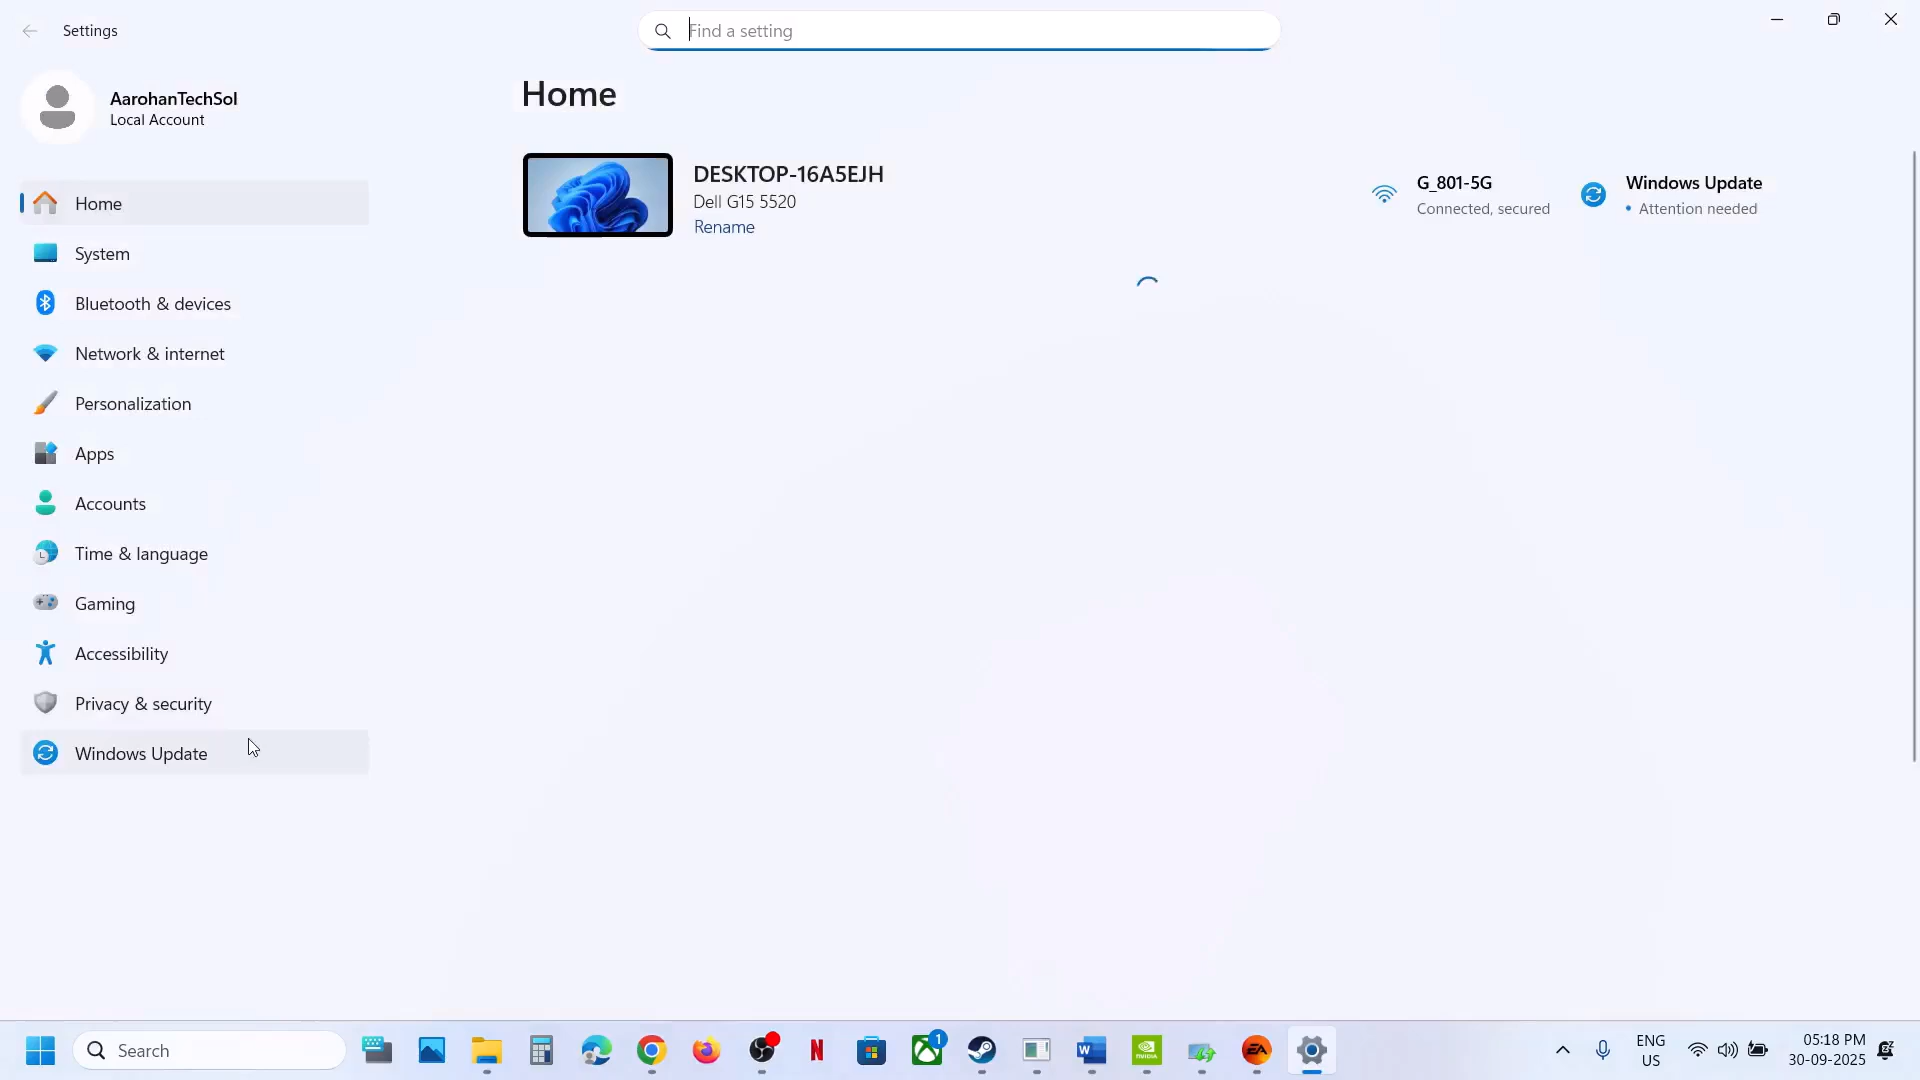 Settings
Find a setting
AarohanTechSol
Local Account
Home
System
Bluetooth & devices
Network & internet
Personalization
Apps
Accounts
Time & language
Gaming
Accessibility
Privacy & security
Windows Update
Home
DESKTOP-16A5EJH
Dell G15 5520
Rename
G_801-5G
Connected, secured
Windows Update
• Attention needed
Search
1
ENG
US
05:18 PM
30-09-2025